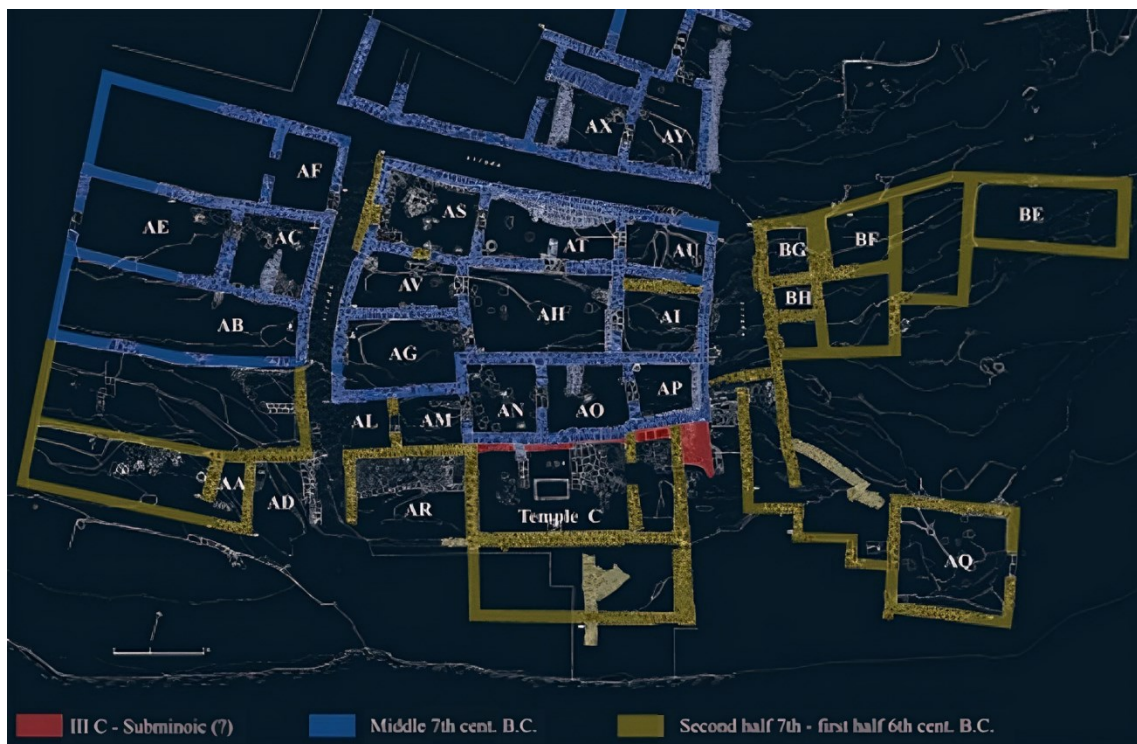 AX
AY
AF
AS
AE
AC
AT
AU
BG
BF
BE
AV
BH
AH
AI
AB
AG
AP
AN
AO
AL
AM
AA
AD
AR
Temple C
AQ
III C - Subminoic (?)
Middle 7th cent. B.C.
Second half 7th - first half 6th cent. B.C.